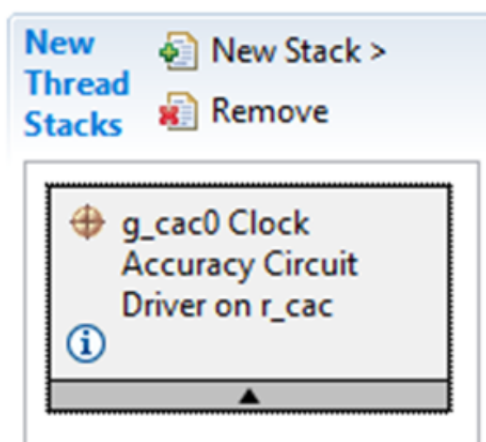 New
Thread
Stacks
New Stack >
Remove
g_cac0 Clock
Accuracy Circuit
Driver on r_cac